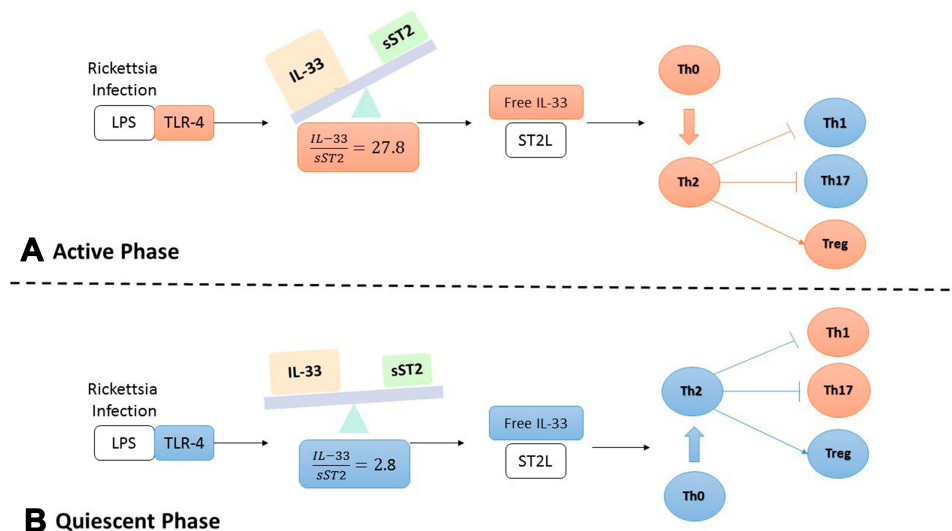 Rickettsia
Infection
LPS
TLR-4
IL-33
sST2
IL−33
sST2
= 27.8
Free IL-33
ST2L
Th0
Th2
Th1
Th17
Treg
A Active Phase
Rickettsia
Infection
LPS
TLR-4
IL-33
sST2
IL−33
sST2
= 2.8
Free IL-33
ST2L
Th2
Th0
Th1
Th17
Treg
B Quiescent Phase